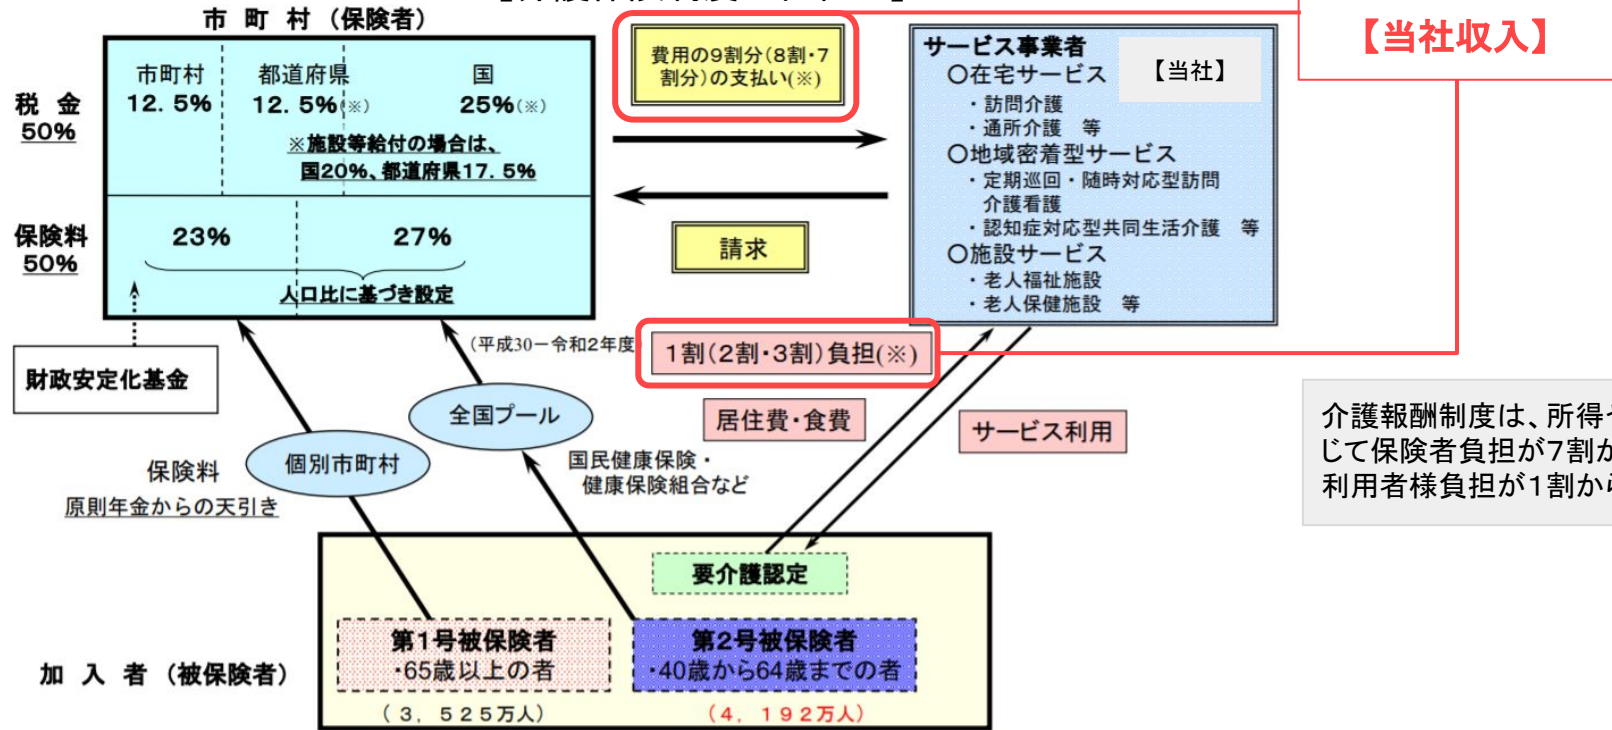 市 町 村 （保険者）
税 金
50%
市町村
12. 5%
都道府県
12. 5%(※)
国
25%(※)
※施設等給付の場合は、
国20%、都道府県17. 5%
保険料
50%
23%
27%
人口比に基づき設定
財政安定化基金
費用の9割分（8割・7
割分）の支払い(※)
請求
サービス事業者
【当社】
〇在宅サービス
・訪問介護
・通所介護 等
〇地域密着型サービス
・定期巡回・随時対応型訪問
介護看護
・認知症対応型共同生活介護 等
〇施設サービス
・老人福祉施設
・老人保健施設 等
【当社収入】
(平成30－令和2年度)
1割（2割・3割）負担(※)
居住費・食費
サービス利用
全国プール
個別市町村
保険料
原則年金からの天引き
国民健康保険・
健康保険組合など
介護報酬制度は、所得
じて保険者負担が7割
利用者様負担が1割か
要介護認定
第1号被保険者
・65歳以上の者
第2号被保険者
・40歳から64歳までの者
加 入 者 （被保険者）
（3, 525万人）
（4, 192万人）